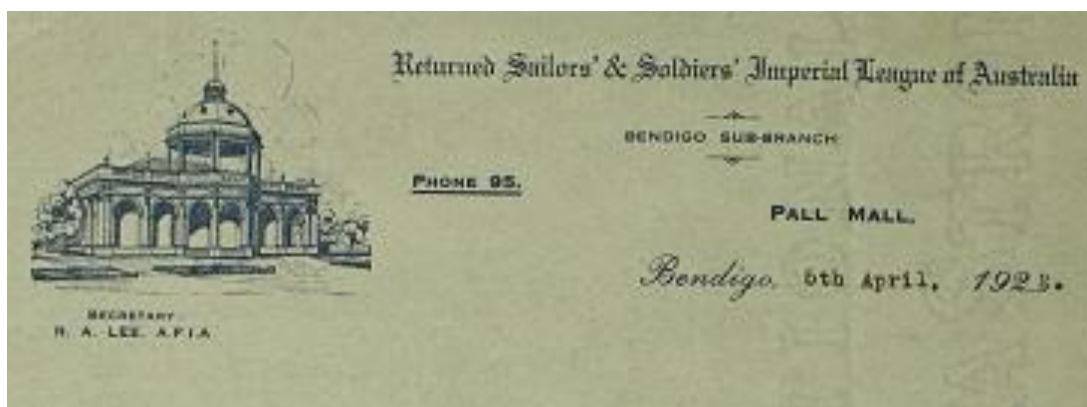 Returned Sailors' & Soldiers' Imperial League of Australia
BENDIGO SUB-BRANCH
PHONE 95.
PALL MALL,
Bendigo, 5th April, 1923.
SECRETARY
R. A. LEE. A.F.I.A